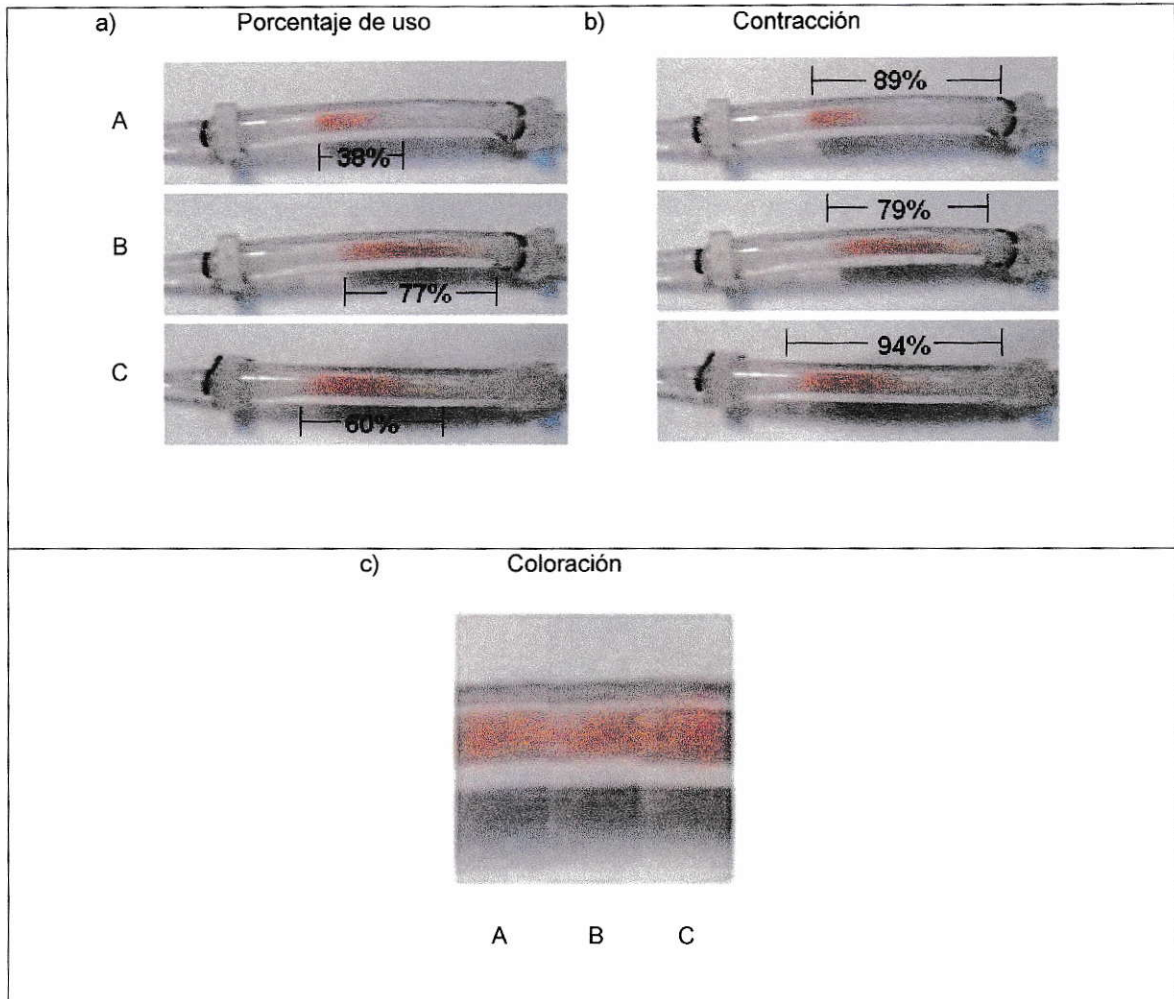 a) Porcentaje de uso
A
38%
B
77%
C
60%
b) Contracción
89%
79%
94%
c) Coloración
A B C